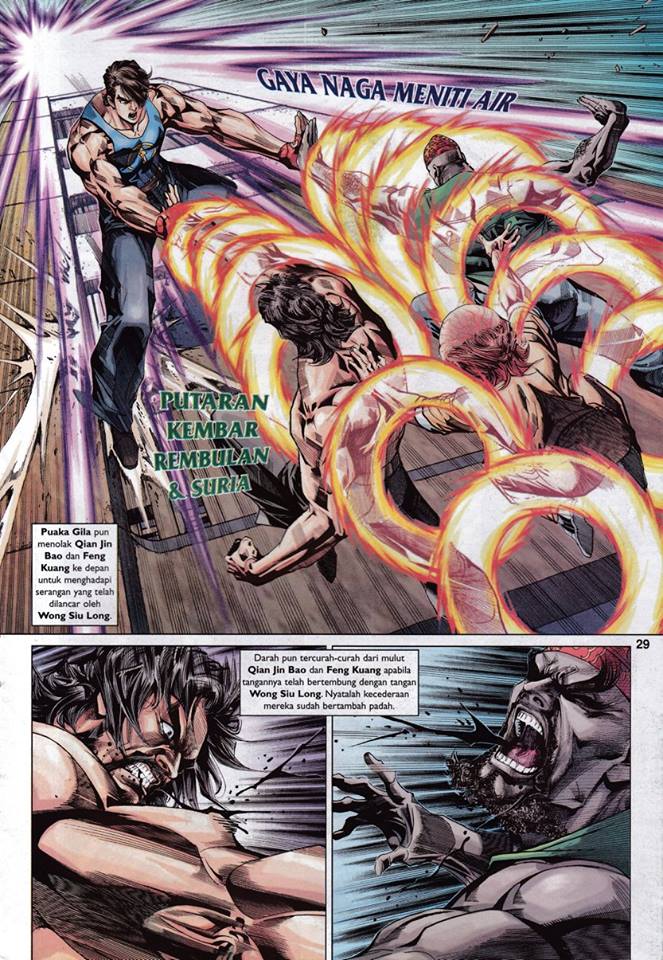 GAYA NAGA MENITI AIR
PUTARAN
KEMBAR
REMBULAN
& SURIA
Puaka Gila pun
menolak Qian Jin
Bao dan Feng
Kuang ke depan
untuk menghadapi
serangan yang telah
dilancar oleh
Wong Siu Long.
29
Darah pun tercurah-curah dari mulut
Qian Jin Bao dan Feng Kuang apabila
tangannya telah bertembung dengan tangan
Wong Siu Long. Nyatalah kecederaan
mereka sudah bertambah padah.